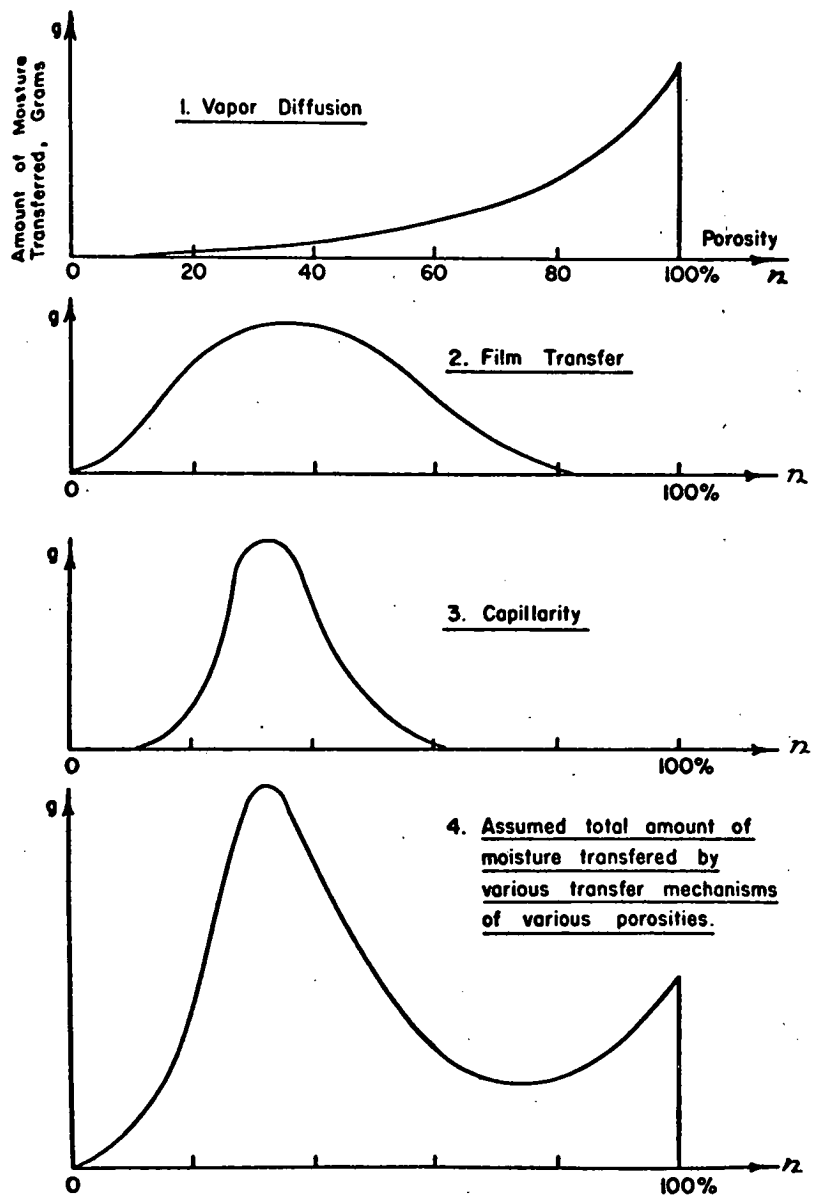 g
Amount of Moisture
Transferred, Grams
1. Vapor Diffusion
Porosity
0 20 40 60 80 100% n
g
2. Film Transfer
0 100% n
g
3. Capillarity
0 100% n
g
4. Assumed total amount of
moisture transfered by
various transfer mechanisms
of various porosities.
0 100% n